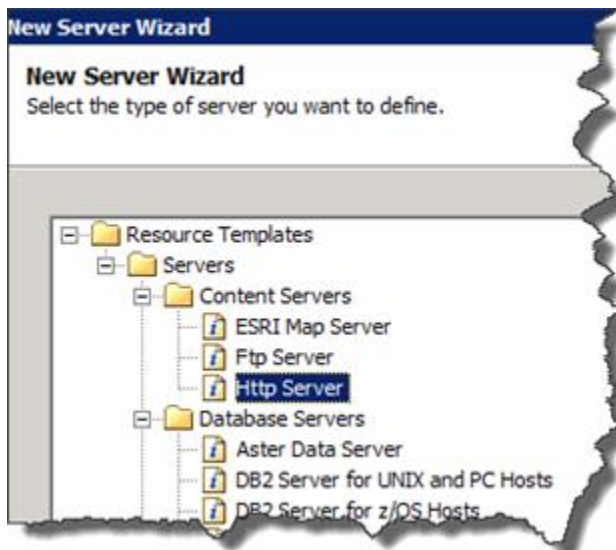 New Server Wizard
New Server Wizard
Select the type of server you want to define.
Resource Templates
Servers
Content Servers
ESRI Map Server
Ftp Server
Http Server
Database Servers
Aster Data Server
DB2 Server for UNIX and PC Hosts
DB2 Server for z/OS Hosts